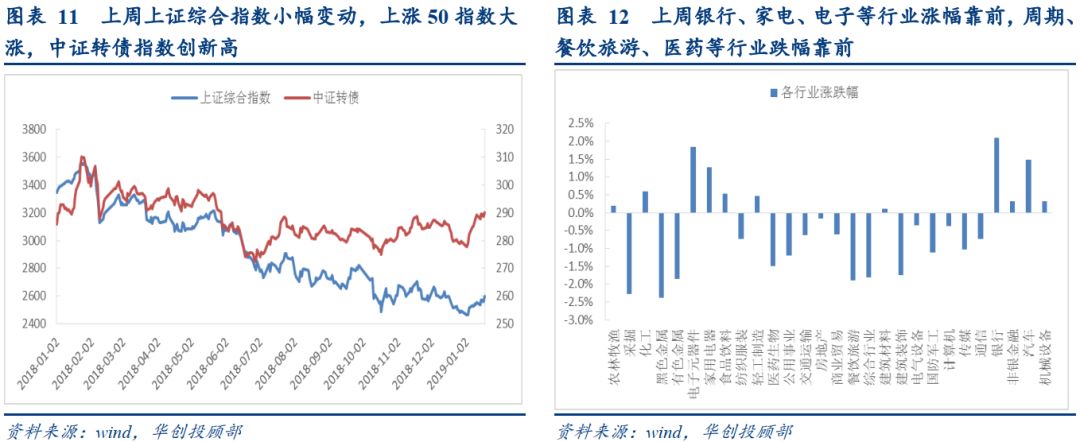 图表 11 上周上证综合指数小幅变动，上涨 50 指数大
涨，中证转债指数创新高
上证综合指数 中证转债
3800
3600
3400
3200
3000
2800
2600
2400
320
310
300
290
280
270
260
250
2018-01-02
2018-02-02
2018-03-02
2018-04-02
2018-05-02
2018-06-02
2018-07-02
2018-08-02
2018-09-02
2018-10-02
2018-11-02
2018-12-02
2019-01-02
资料来源：wind，华创投顾部
图表 12 上周银行、家电、电子等行业涨幅靠前，周期、
餐饮旅游、医药等行业跌幅靠前
各行业涨跌幅
2.5%
2.0%
1.5%
1.0%
0.5%
0.0%
-0.5%
-1.0%
-1.5%
-2.0%
-2.5%
-3.0%
农林牧渔
采掘
化工
黑色金属
有色金属
电子元器件
家用电器
食品饮料
纺织服装
轻工制造
医药生物
公用事业
交通运输
房地产
商业贸易
餐饮旅游
综合行业
建筑材料
建筑装饰
电气设备
国防军工
计算机
传媒
通信
银行
非银金融
汽车
机械设备
资料来源：wind，华创投顾部